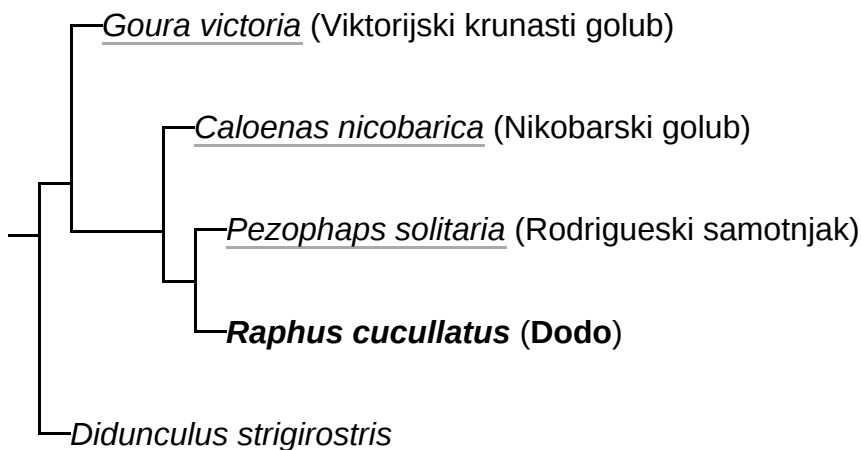 Goura victoria (Viktorijski krunasti golub)
Caloenas nicobarica (Nikobarski golub)
Pezophaps solitaria (Rodrigueski samotnjak)
Raphus cucullatus (Dodo)
Didunculus strigirostris